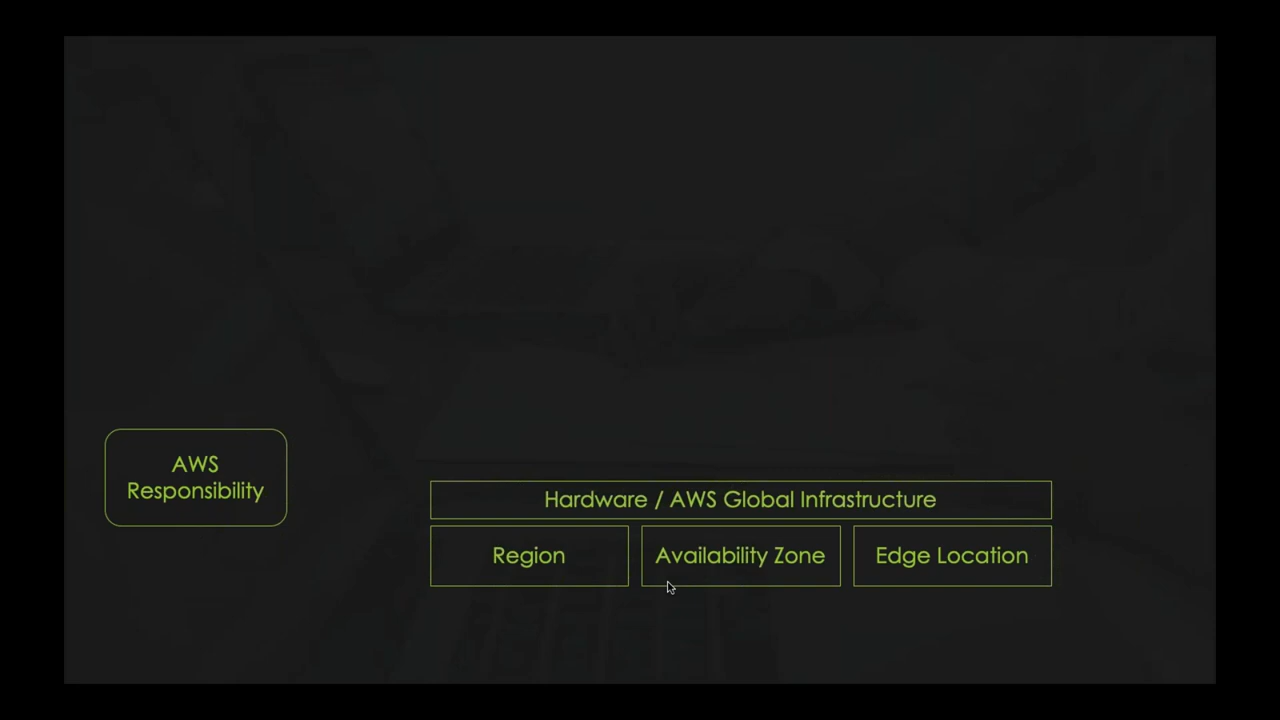 AWS
Responsibility
Hardware / AWS Global Infrastructure
Region
Availability Zone
Edge Location